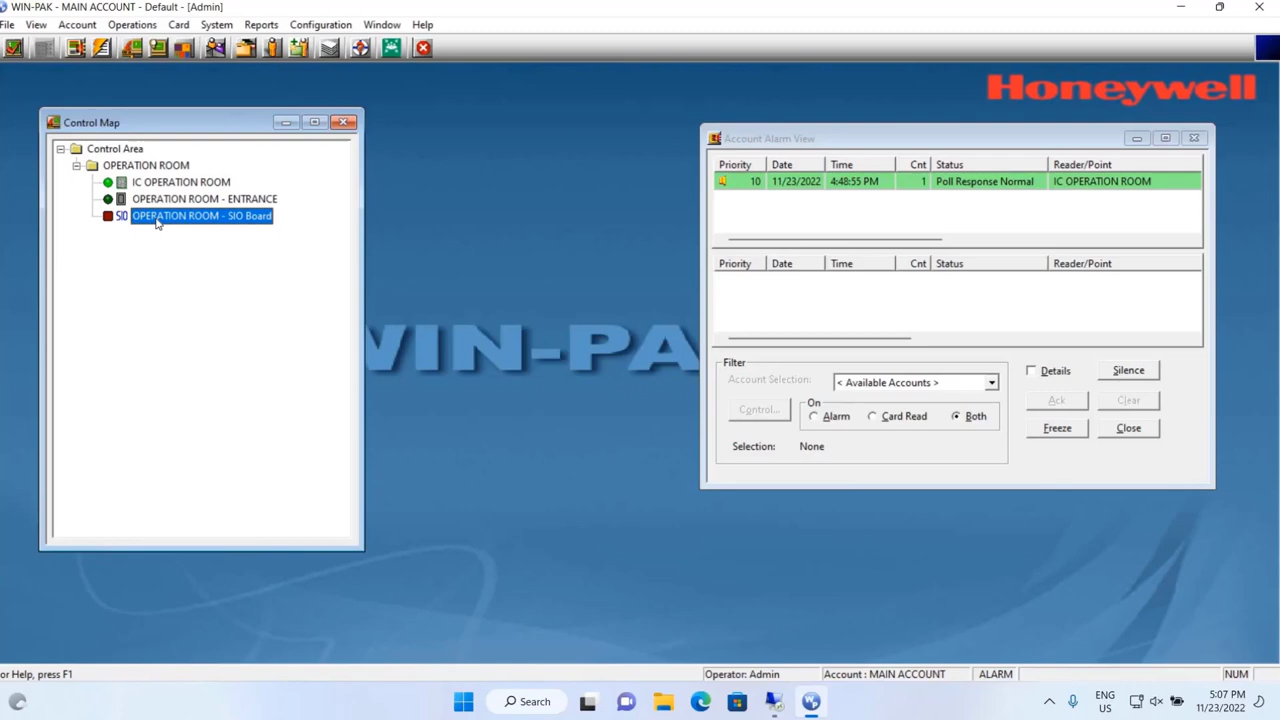 WIN-PAK - MAIN ACCOUNT - Default - [Admin]
File View Account Operations Card System Reports Configuration Window Help
Honeywell
Control Map
Control Area
OPERATION ROOM
IC OPERATION ROOM
OPERATION ROOM - ENTRANCE
SIO OPERATION ROOM - SIO Board
WIN-PA
Account Alarm View
Priority Date Time Cnt Status Reader/Point
10 11/23/2022 4:48:55 PM 1 Poll Response Normal IC OPERATION ROOM
Priority Date Time Cnt Status Reader/Point
Filter
Account Selection: < Available Accounts >
Control...
On
Alarm Card Read Both
Selection: None
Details Silence
Ack Clear
Freeze Close
or Help, press F1
Operator: Admin Account : MAIN ACCOUNT ALARM NUM
Search
ENG
US
5:07 PM
11/23/2022